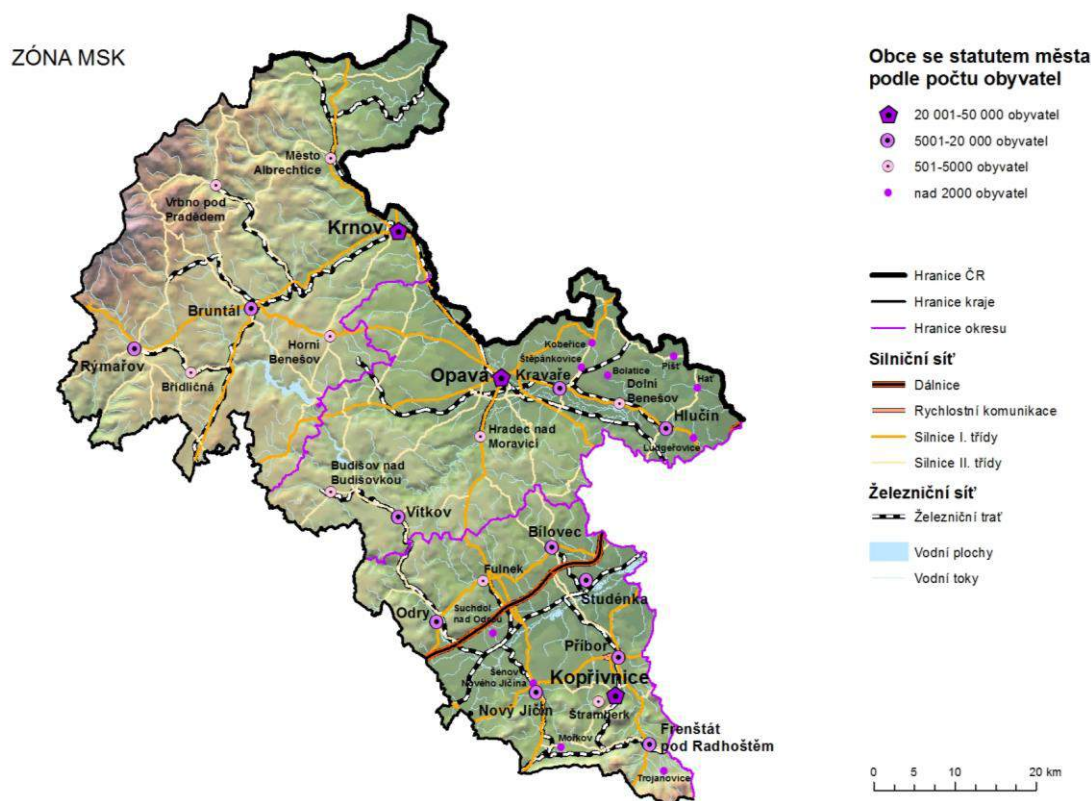 ZÓNA MSK
Město
Albrechtice
Vrbno pod
Pradědem
Krnov
Bruntál
Horní
Benešov
Rýmařov
Břidličná
Opava
Kobeřice
Štěpánkovice
Kravaře
Bolatice
Píšť
Hať
Dolní
Benešov
Hlučín
Ludgeřovice
Hradec nad
Moravicí
Budišov nad
Budišovkou
Vítkov
Bílovec
Fulnek
Studénka
Odry
Suchdol
nad Odrou
Příbor
Šenov
Nového Jičína
Kopřivnice
Nový Jičín
Štramberk
Frenštát
pod Radhoštěm
Mořkov
Trojanovice
Obce se statutem města
podle počtu obyvatel
20 001-50 000 obyvatel
5001-20 000 obyvatel
501-5000 obyvatel
nad 2000 obyvatel
Hranice ČR
Hranice kraje
Hranice okresu
Silniční síť
Dálnice
Rychlostní komunikace
Silnice I. třídy
Silnice II. třídy
Železniční síť
Železniční trať
Vodní plochy
Vodní toky
0 5 10 20 km